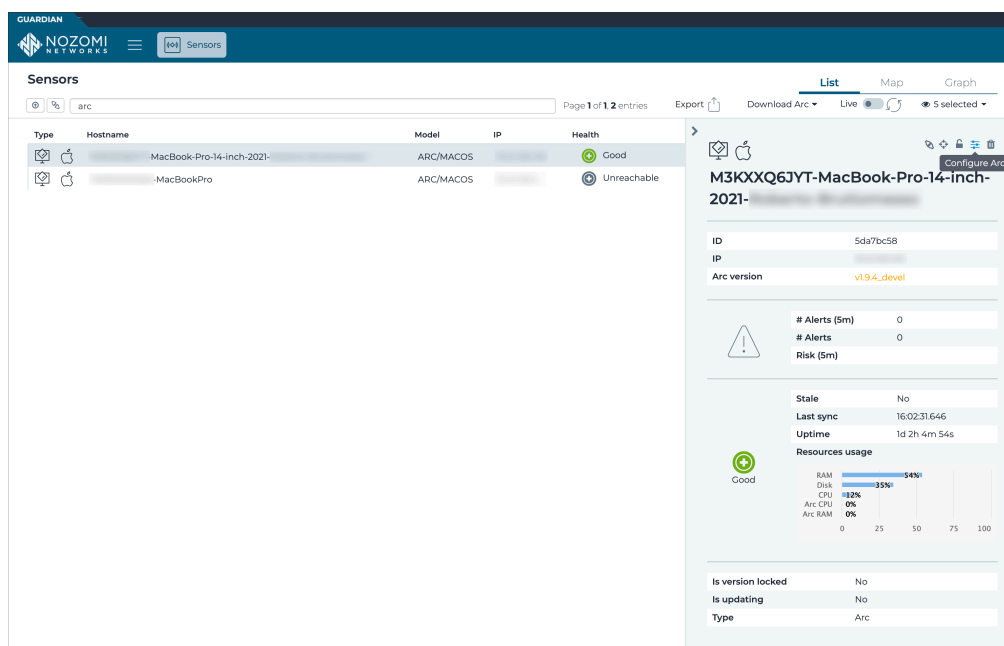 GUARDIAN
NOZOMI
NETWORKS
Sensors
Sensors
List Map Graph
arc
Page 1 of 1, 2 entries
Export
Download Arc
Live
5 selected
Type Hostname Model IP Health
MacBook-Pro-14-inch-2021- ARC/MACOS Good
-MacBookPro ARC/MACOS Unreachable
Configure Arc
M3KXXQ6JYT-MacBook-Pro-14-inch-
2021-
ID 5da7bc58
IP
Arc version v1.9.4_devel
# Alerts (5m) 0
# Alerts 0
Risk (5m)
Stale No
Last sync 16:02:31.646
Uptime 1d 2h 4m 54s
Resources usage
Good
RAM 54%
Disk 35%
CPU 12%
Arc CPU 0%
Arc RAM 0%
0 25 50 75 100
Is version locked No
Is updating No
Type Arc